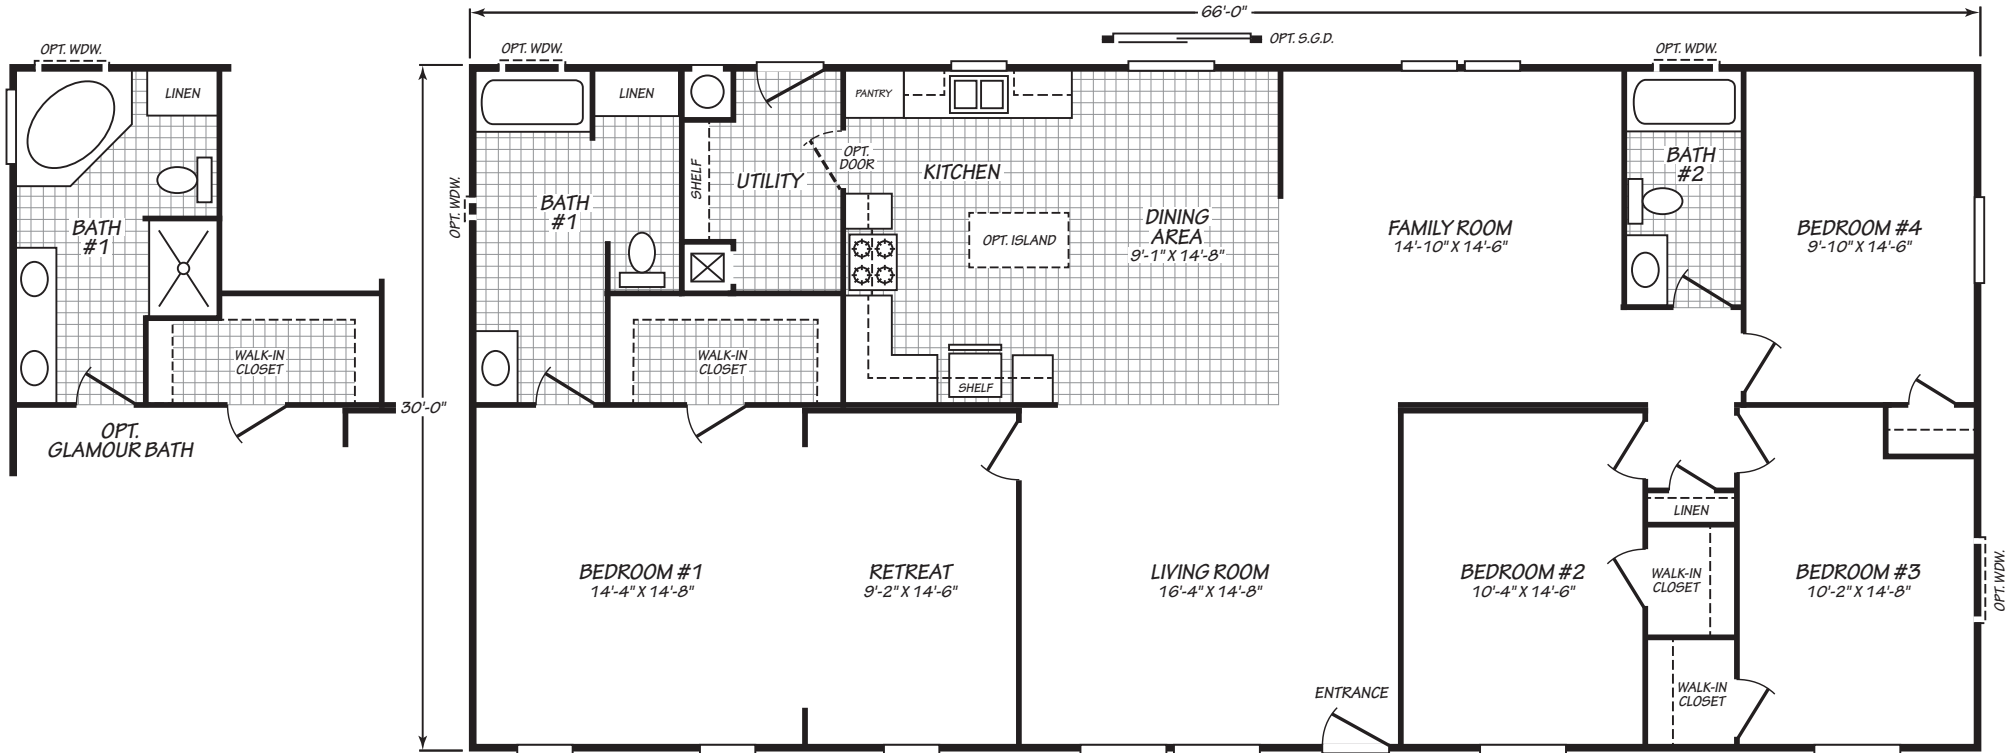 66'-0"
OPT. S.G.D.
OPT. WDW.
OPT. WDW.
OPT. WDW.
LINEN
BATH
#1
WALK-IN
CLOSET
OPT.
GLAMOUR BATH
30'-0"
OPT. WDW.
LINEN
BATH
#1
SHELF
UTILITY
OPT.
DOOR
PANTRY
KITCHEN
OPT. ISLAND
DINING
AREA
9'-1" X 14'-8"
SHELF
WALK-IN
CLOSET
FAMILY ROOM
14'-10" X 14'-6"
BATH
#2
BEDROOM #4
9'-10" X 14'-6"
BEDROOM #1
14'-4" X 14'-8"
RETREAT
9'-2" X 14'-6"
LIVING ROOM
16'-4" X 14'-8"
ENTRANCE
BEDROOM #2
10'-4" X 14'-6"
LINEN
WALK-IN
CLOSET
WALK-IN
CLOSET
BEDROOM #3
10'-2" X 14'-8"
OPT. WDW.